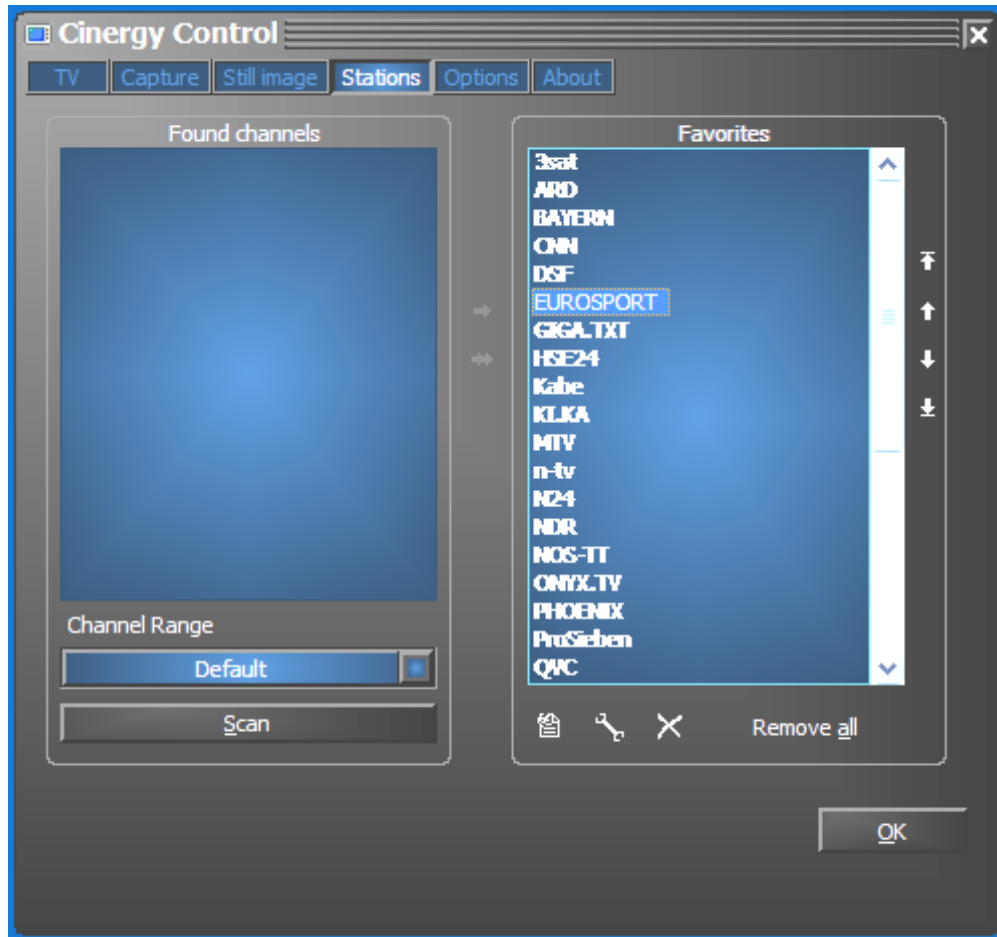 Cinergy Control
TV Capture Still image Stations Options About
Found channels
Channel Range
Default
Scan
Favorites
3sat
ARD
BAYERN
CNN
DSF
EUROSPORT
GIGA.TXT
HSE24
Kabe
KI.KA
MTV
n-tv
N24
NDR
NOS-TT
ONYX.TV
PHOENIX
ProSieben
QVC
Remove all
OK